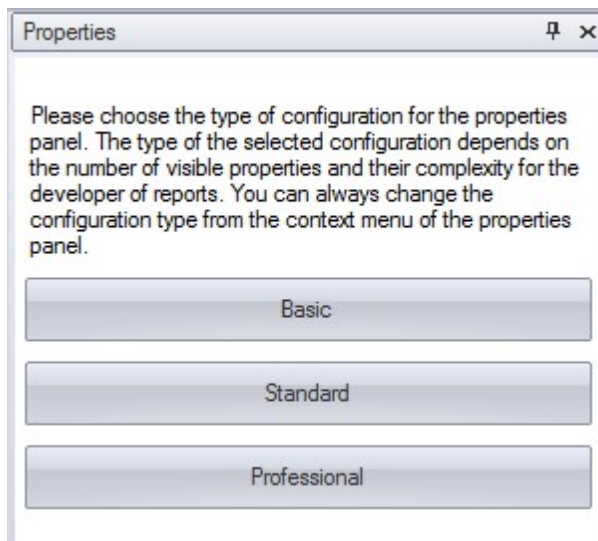 Properties
Please choose the type of configuration for the properties
panel. The type of the selected configuration depends on
the number of visible properties and their complexity for the
developer of reports. You can always change the
configuration type from the context menu of the properties
panel.
Basic
Standard
Professional